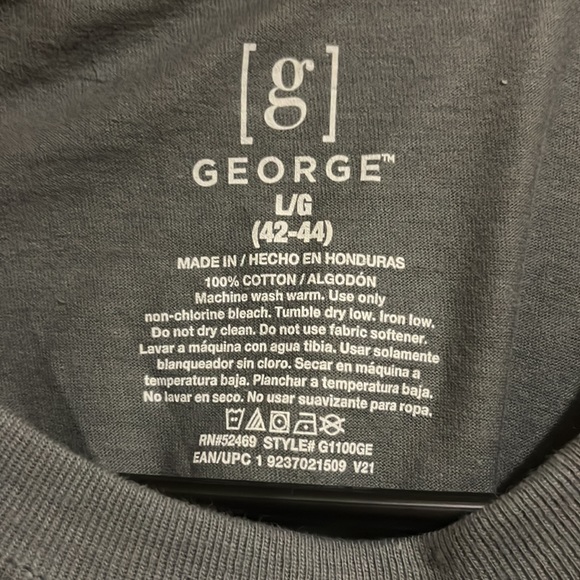 [g]
GEORGE™
L/G
(42-44)
MADE IN / HECHO EN HONDURAS
100% COTTON / ALGODÓN
Machine wash warm. Use only
non-chlorine bleach. Tumble dry low. Iron low.
Do not dry clean. Do not use fabric softener.
Lavar a máquina con agua tibia. Usar solamente
blanqueador sin cloro. Secar en máquina a
temperatura baja. Planchar a temperatura baja.
No lavar en seco. No usar suavizante para ropa.
RN#52469 STYLE# G1100GE
EAN/UPC 1 9237021509 V21